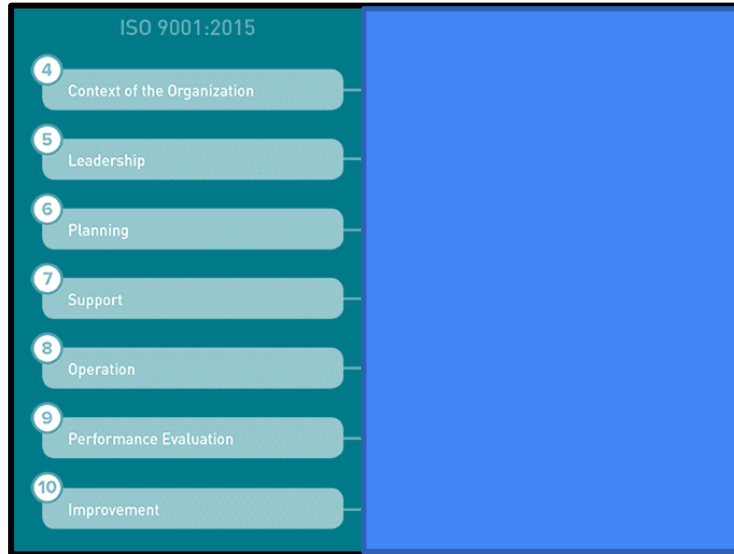 ISO 9001:2015
4
Context of the Organization
5
Leadership
6
Planning
7
Support
8
Operation
9
Performance Evaluation
10
Improvement